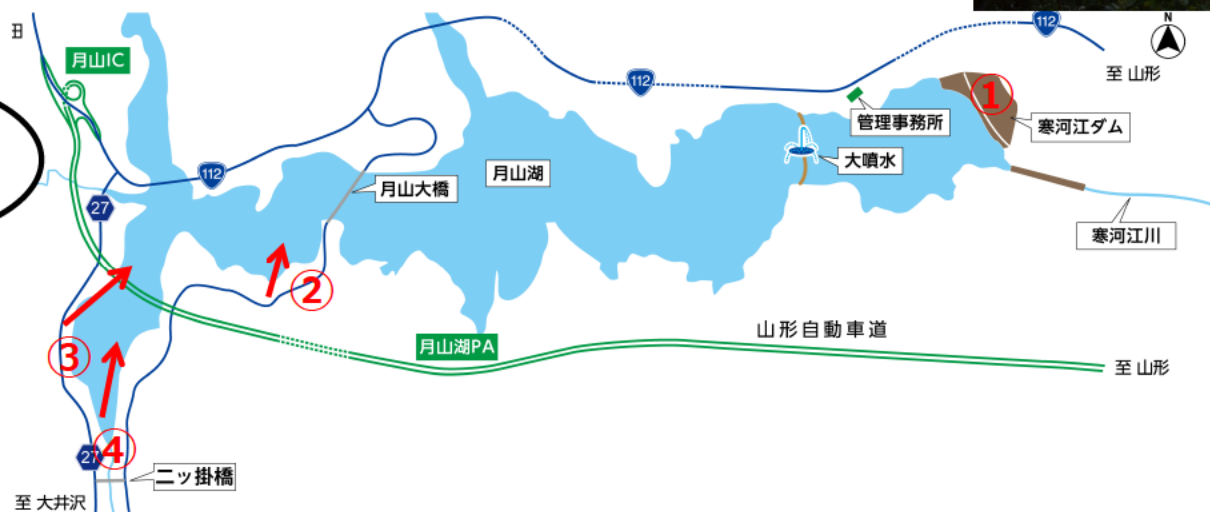 N
112
月山IC
至 山形
112
①
管理事務所
寒河江ダム
大噴水
112
月山湖
月山大橋
27
寒河江川
②
山形自動車道
月山湖PA
③
至 山形
27
④
二ッ掛橋
至 大井沢